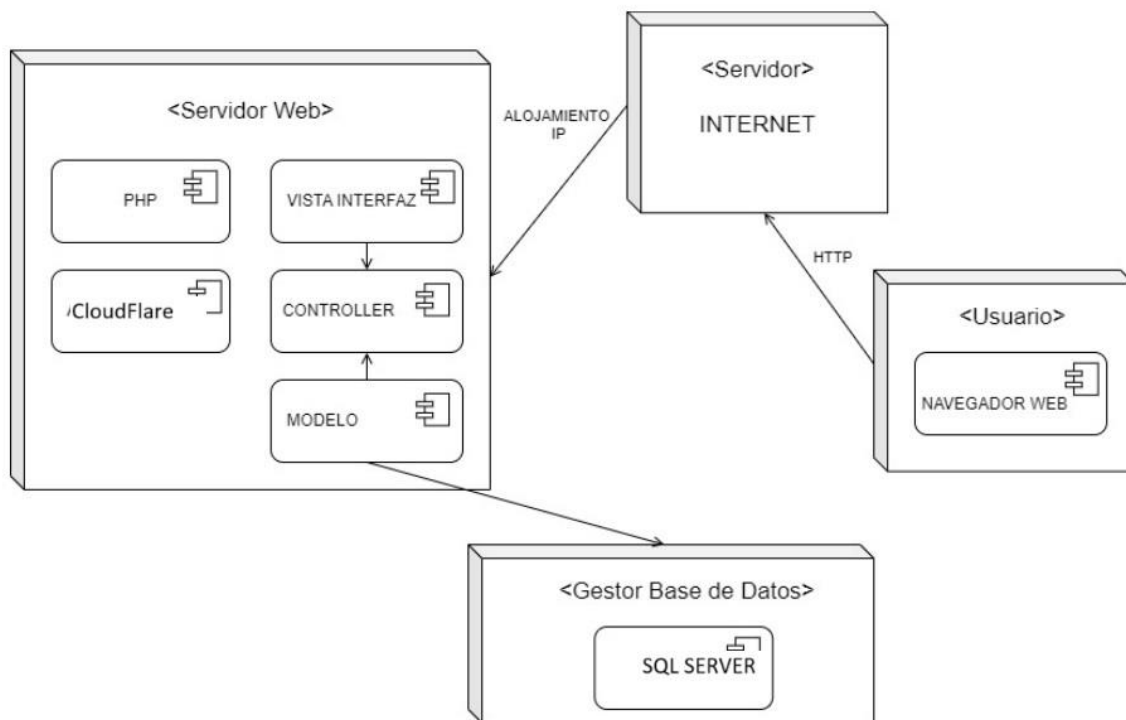 <Servidor Web>
PHP
VISTA INTERFAZ
/CloudFlare
CONTROLLER
MODELO
ALOJAMIENTO
IP
<Servidor>
INTERNET
HTTP
<Usuario>
NAVEGADOR WEB
<Gestor Base de Datos>
SQL SERVER